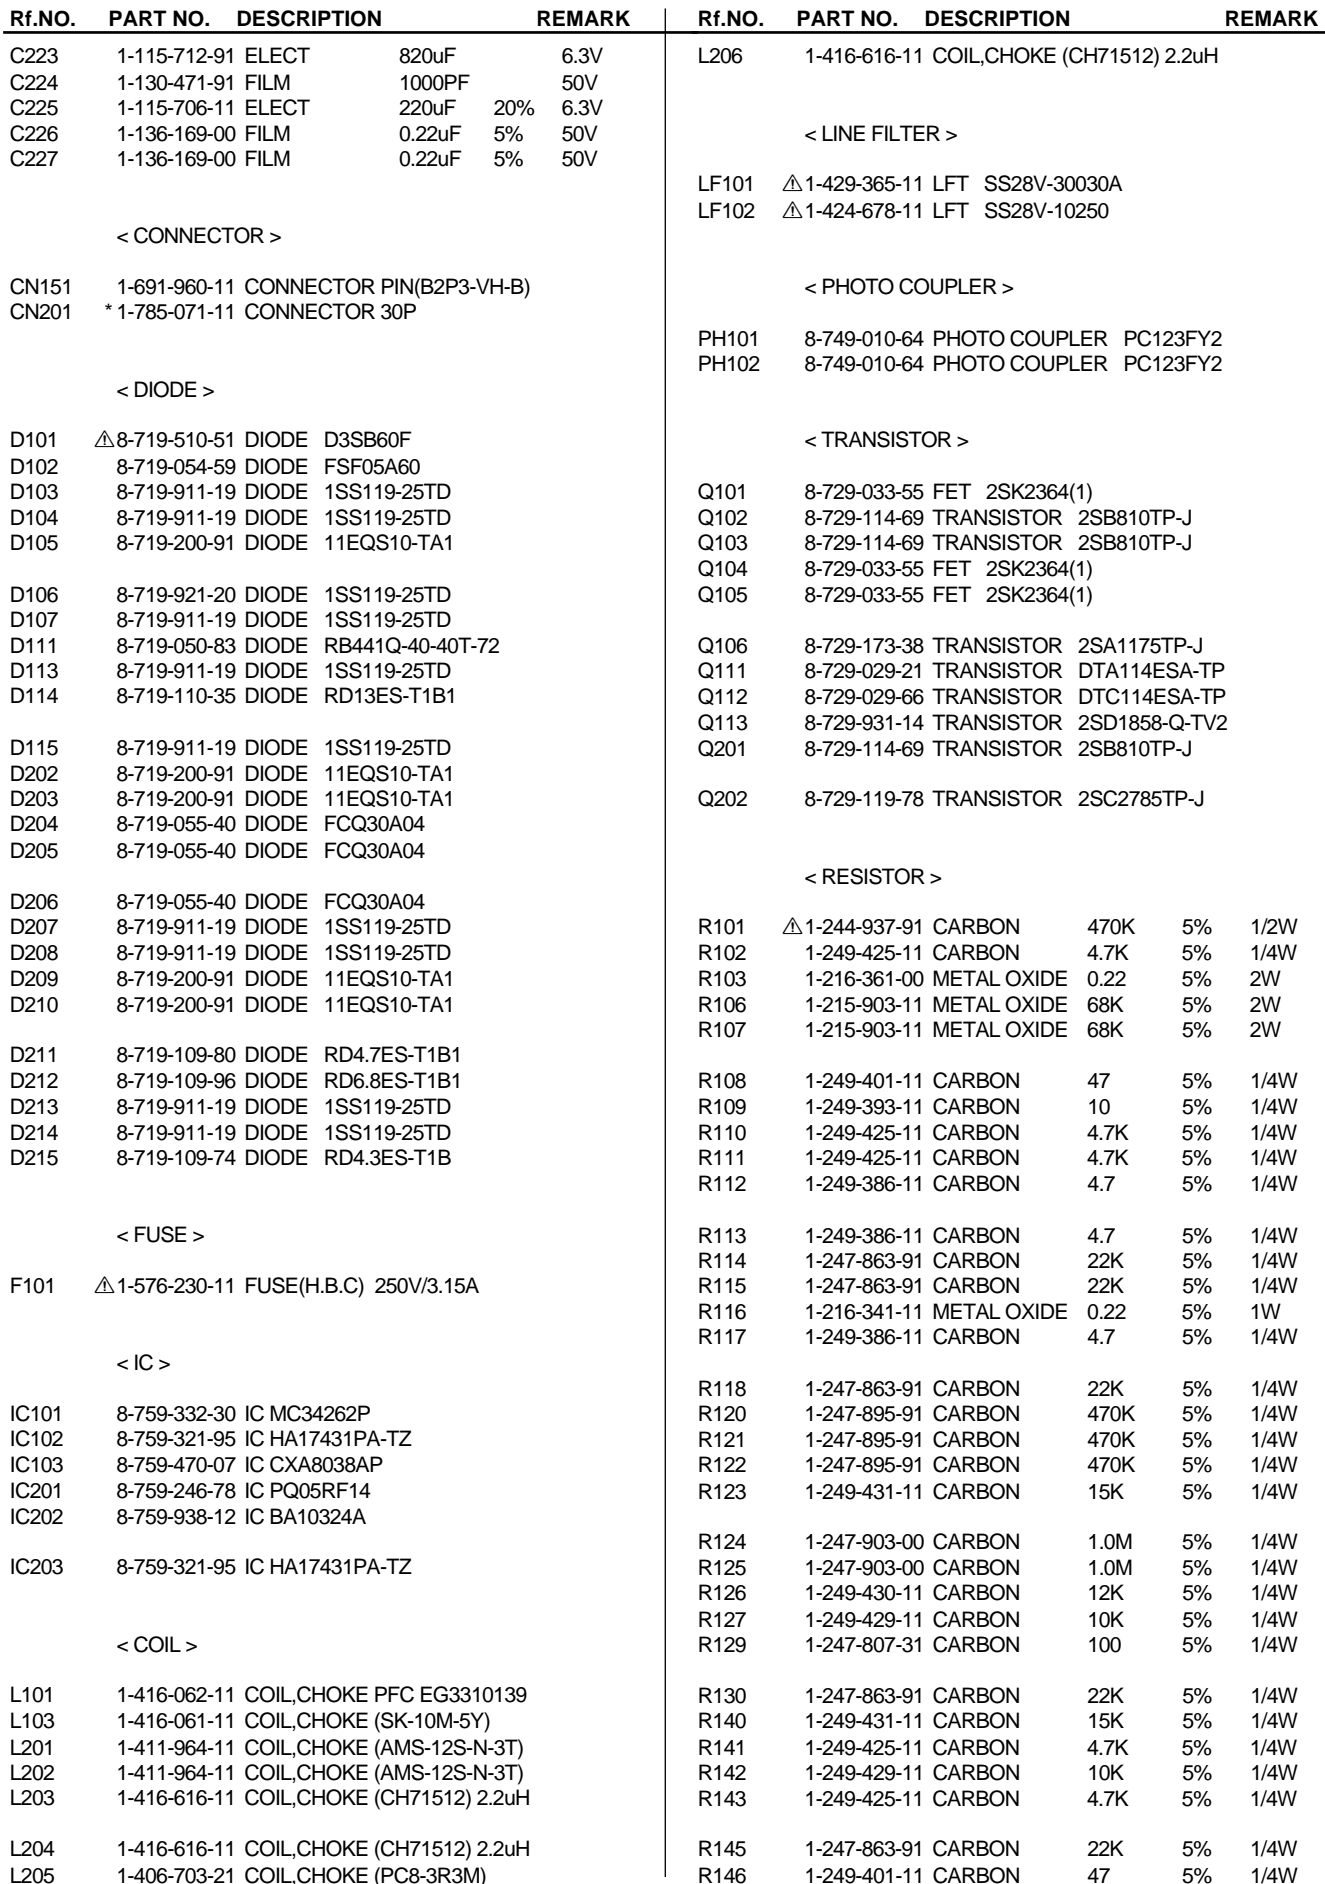 Rf.NO. PART NO. DESCRIPTION REMARK
C223 1-115-712-91 ELECT 820uF 6.3V
C224 1-130-471-91 FILM 1000PF 50V
C225 1-115-706-11 ELECT 220uF 20% 6.3V
C226 1-136-169-00 FILM 0.22uF 5% 50V
C227 1-136-169-00 FILM 0.22uF 5% 50V
< CONNECTOR >
CN151 1-691-960-11 CONNECTOR PIN(B2P3-VH-B)
CN201 * 1-785-071-11 CONNECTOR 30P
< DIODE >
D101 ⚠8-719-510-51 DIODE D3SB60F
D102 8-719-054-59 DIODE FSF05A60
D103 8-719-911-19 DIODE 1SS119-25TD
D104 8-719-911-19 DIODE 1SS119-25TD
D105 8-719-200-91 DIODE 11EQS10-TA1
D106 8-719-921-20 DIODE 1SS119-25TD
D107 8-719-911-19 DIODE 1SS119-25TD
D111 8-719-050-83 DIODE RB441Q-40-40T-72
D113 8-719-911-19 DIODE 1SS119-25TD
D114 8-719-110-35 DIODE RD13ES-T1B1
D115 8-719-911-19 DIODE 1SS119-25TD
D202 8-719-200-91 DIODE 11EQS10-TA1
D203 8-719-200-91 DIODE 11EQS10-TA1
D204 8-719-055-40 DIODE FCQ30A04
D205 8-719-055-40 DIODE FCQ30A04
D206 8-719-055-40 DIODE FCQ30A04
D207 8-719-911-19 DIODE 1SS119-25TD
D208 8-719-911-19 DIODE 1SS119-25TD
D209 8-719-200-91 DIODE 11EQS10-TA1
D210 8-719-200-91 DIODE 11EQS10-TA1
D211 8-719-109-80 DIODE RD4.7ES-T1B1
D212 8-719-109-96 DIODE RD6.8ES-T1B1
D213 8-719-911-19 DIODE 1SS119-25TD
D214 8-719-911-19 DIODE 1SS119-25TD
D215 8-719-109-74 DIODE RD4.3ES-T1B
< FUSE >
F101 ⚠1-576-230-11 FUSE(H.B.C) 250V/3.15A
< IC >
IC101 8-759-332-30 IC MC34262P
IC102 8-759-321-95 IC HA17431PA-TZ
IC103 8-759-470-07 IC CXA8038AP
IC201 8-759-246-78 IC PQ05RF14
IC202 8-759-938-12 IC BA10324A
IC203 8-759-321-95 IC HA17431PA-TZ
< COIL >
L101 1-416-062-11 COIL,CHOKE PFC EG3310139
L103 1-416-061-11 COIL,CHOKE (SK-10M-5Y)
L201 1-411-964-11 COIL,CHOKE (AMS-12S-N-3T)
L202 1-411-964-11 COIL,CHOKE (AMS-12S-N-3T)
L203 1-416-616-11 COIL,CHOKE (CH71512) 2.2uH
L204 1-416-616-11 COIL,CHOKE (CH71512) 2.2uH
L205 1-406-703-21 COIL,CHOKE (PC8-3R3M)
Rf.NO. PART NO. DESCRIPTION REMARK
L206 1-416-616-11 COIL,CHOKE (CH71512) 2.2uH
< LINE FILTER >
LF101 ⚠1-429-365-11 LFT SS28V-30030A
LF102 ⚠1-424-678-11 LFT SS28V-10250
< PHOTO COUPLER >
PH101 8-749-010-64 PHOTO COUPLER PC123FY2
PH102 8-749-010-64 PHOTO COUPLER PC123FY2
< TRANSISTOR >
Q101 8-729-033-55 FET 2SK2364(1)
Q102 8-729-114-69 TRANSISTOR 2SB810TP-J
Q103 8-729-114-69 TRANSISTOR 2SB810TP-J
Q104 8-729-033-55 FET 2SK2364(1)
Q105 8-729-033-55 FET 2SK2364(1)
Q106 8-729-173-38 TRANSISTOR 2SA1175TP-J
Q111 8-729-029-21 TRANSISTOR DTA114ESA-TP
Q112 8-729-029-66 TRANSISTOR DTC114ESA-TP
Q113 8-729-931-14 TRANSISTOR 2SD1858-Q-TV2
Q201 8-729-114-69 TRANSISTOR 2SB810TP-J
Q202 8-729-119-78 TRANSISTOR 2SC2785TP-J
< RESISTOR >
R101 ⚠1-244-937-91 CARBON 470K 5% 1/2W
R102 1-249-425-11 CARBON 4.7K 5% 1/4W
R103 1-216-361-00 METAL OXIDE 0.22 5% 2W
R106 1-215-903-11 METAL OXIDE 68K 5% 2W
R107 1-215-903-11 METAL OXIDE 68K 5% 2W
R108 1-249-401-11 CARBON 47 5% 1/4W
R109 1-249-393-11 CARBON 10 5% 1/4W
R110 1-249-425-11 CARBON 4.7K 5% 1/4W
R111 1-249-425-11 CARBON 4.7K 5% 1/4W
R112 1-249-386-11 CARBON 4.7 5% 1/4W
R113 1-249-386-11 CARBON 4.7 5% 1/4W
R114 1-247-863-91 CARBON 22K 5% 1/4W
R115 1-247-863-91 CARBON 22K 5% 1/4W
R116 1-216-341-11 METAL OXIDE 0.22 5% 1W
R117 1-249-386-11 CARBON 4.7 5% 1/4W
R118 1-247-863-91 CARBON 22K 5% 1/4W
R120 1-247-895-91 CARBON 470K 5% 1/4W
R121 1-247-895-91 CARBON 470K 5% 1/4W
R122 1-247-895-91 CARBON 470K 5% 1/4W
R123 1-249-431-11 CARBON 15K 5% 1/4W
R124 1-247-903-00 CARBON 1.0M 5% 1/4W
R125 1-247-903-00 CARBON 1.0M 5% 1/4W
R126 1-249-430-11 CARBON 12K 5% 1/4W
R127 1-249-429-11 CARBON 10K 5% 1/4W
R129 1-247-807-31 CARBON 100 5% 1/4W
R130 1-247-863-91 CARBON 22K 5% 1/4W
R140 1-249-431-11 CARBON 15K 5% 1/4W
R141 1-249-425-11 CARBON 4.7K 5% 1/4W
R142 1-249-429-11 CARBON 10K 5% 1/4W
R143 1-249-425-11 CARBON 4.7K 5% 1/4W
R145 1-247-863-91 CARBON 22K 5% 1/4W
R146 1-249-401-11 CARBON 47 5% 1/4W